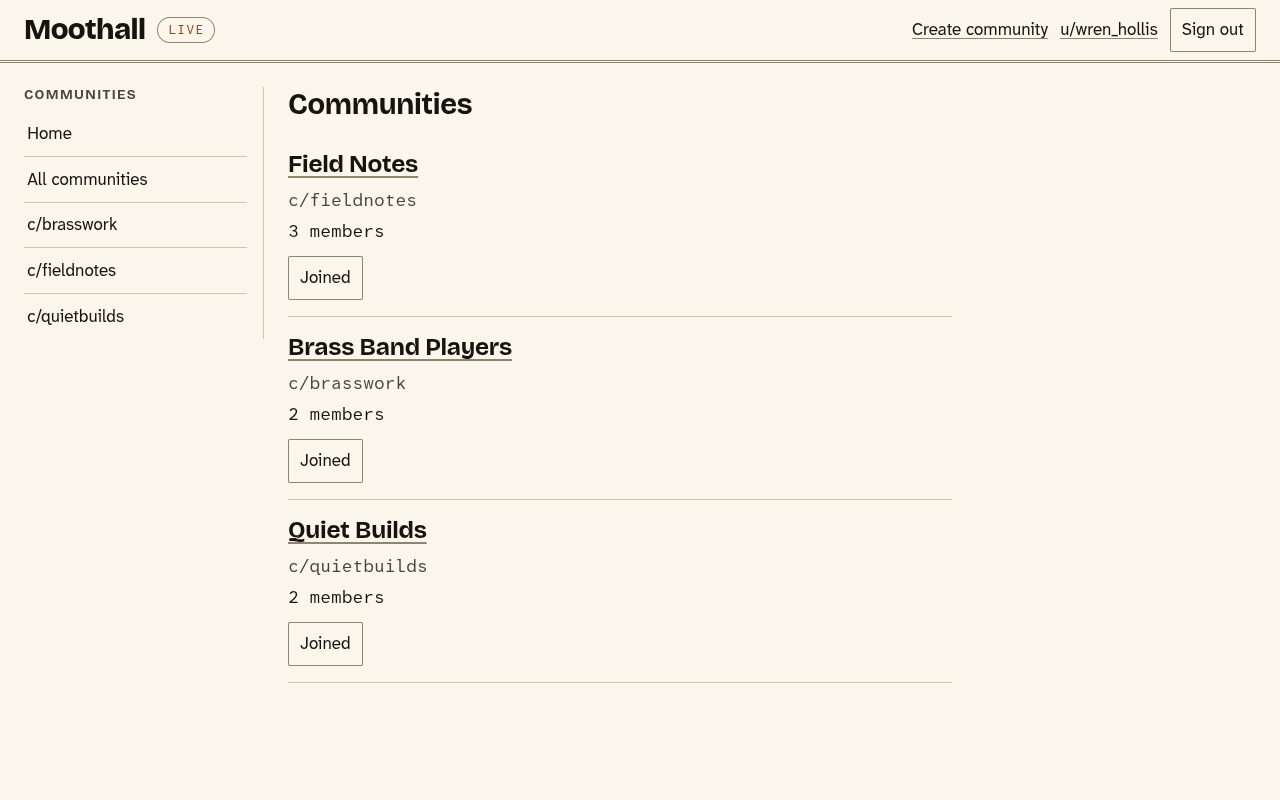 Moothall LIVE Create community u/wren_hollis Sign out
COMMUNITIES
Home
All communities
c/brasswork
c/fieldnotes
c/quietbuilds
Communities
Field Notes
c/fieldnotes
3 members
Joined
Brass Band Players
c/brasswork
2 members
Joined
Quiet Builds
c/quietbuilds
2 members
Joined